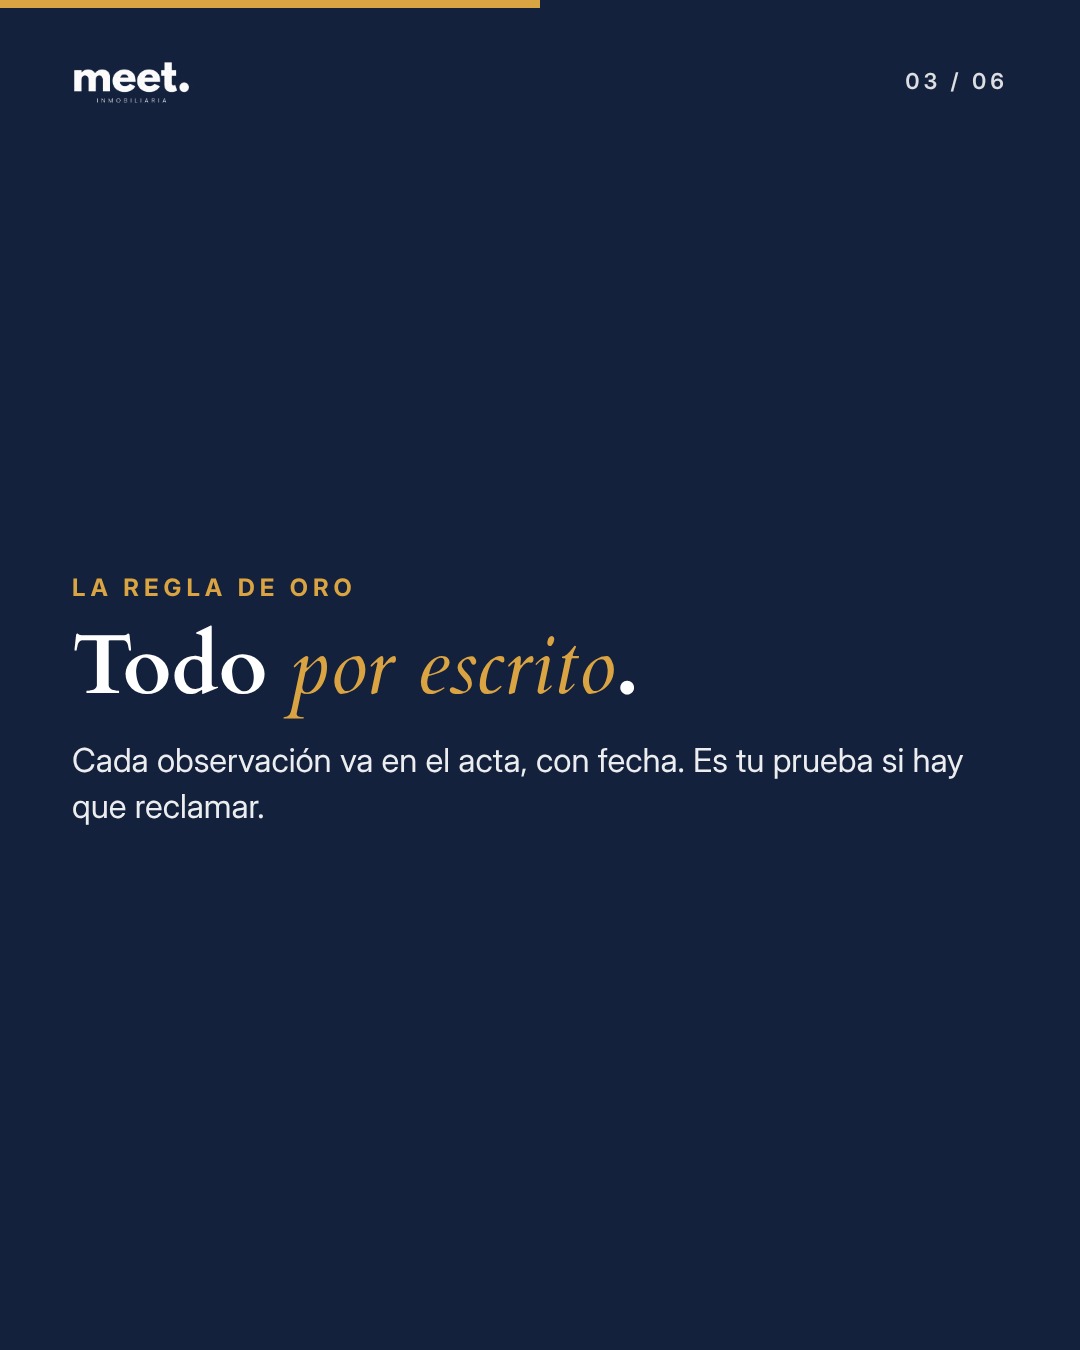 meet.
INMOBILIARIA
03 / 06
LA REGLA DE ORO
Todo por escrito.
Cada observación va en el acta, con fecha. Es tu prueba si hay
que reclamar.